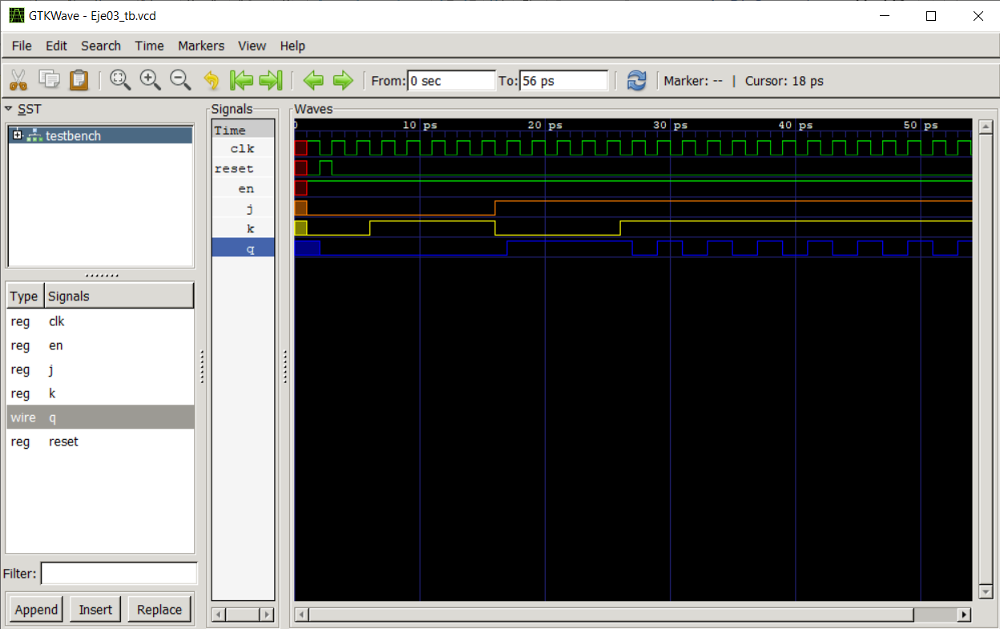 GTKWave - Eje03_tb.vcd
File Edit Search Time Markers View Help
From: 0 sec To: 56 ps Marker: -- | Cursor: 18 ps
SST
testbench
Type Signals
reg clk
reg en
reg j
reg k
wire q
reg reset
Filter:
Append Insert Replace
Signals
Time
clk
reset
en
j
k
q
Waves
0 10 ps 20 ps 30 ps 40 ps 50 ps